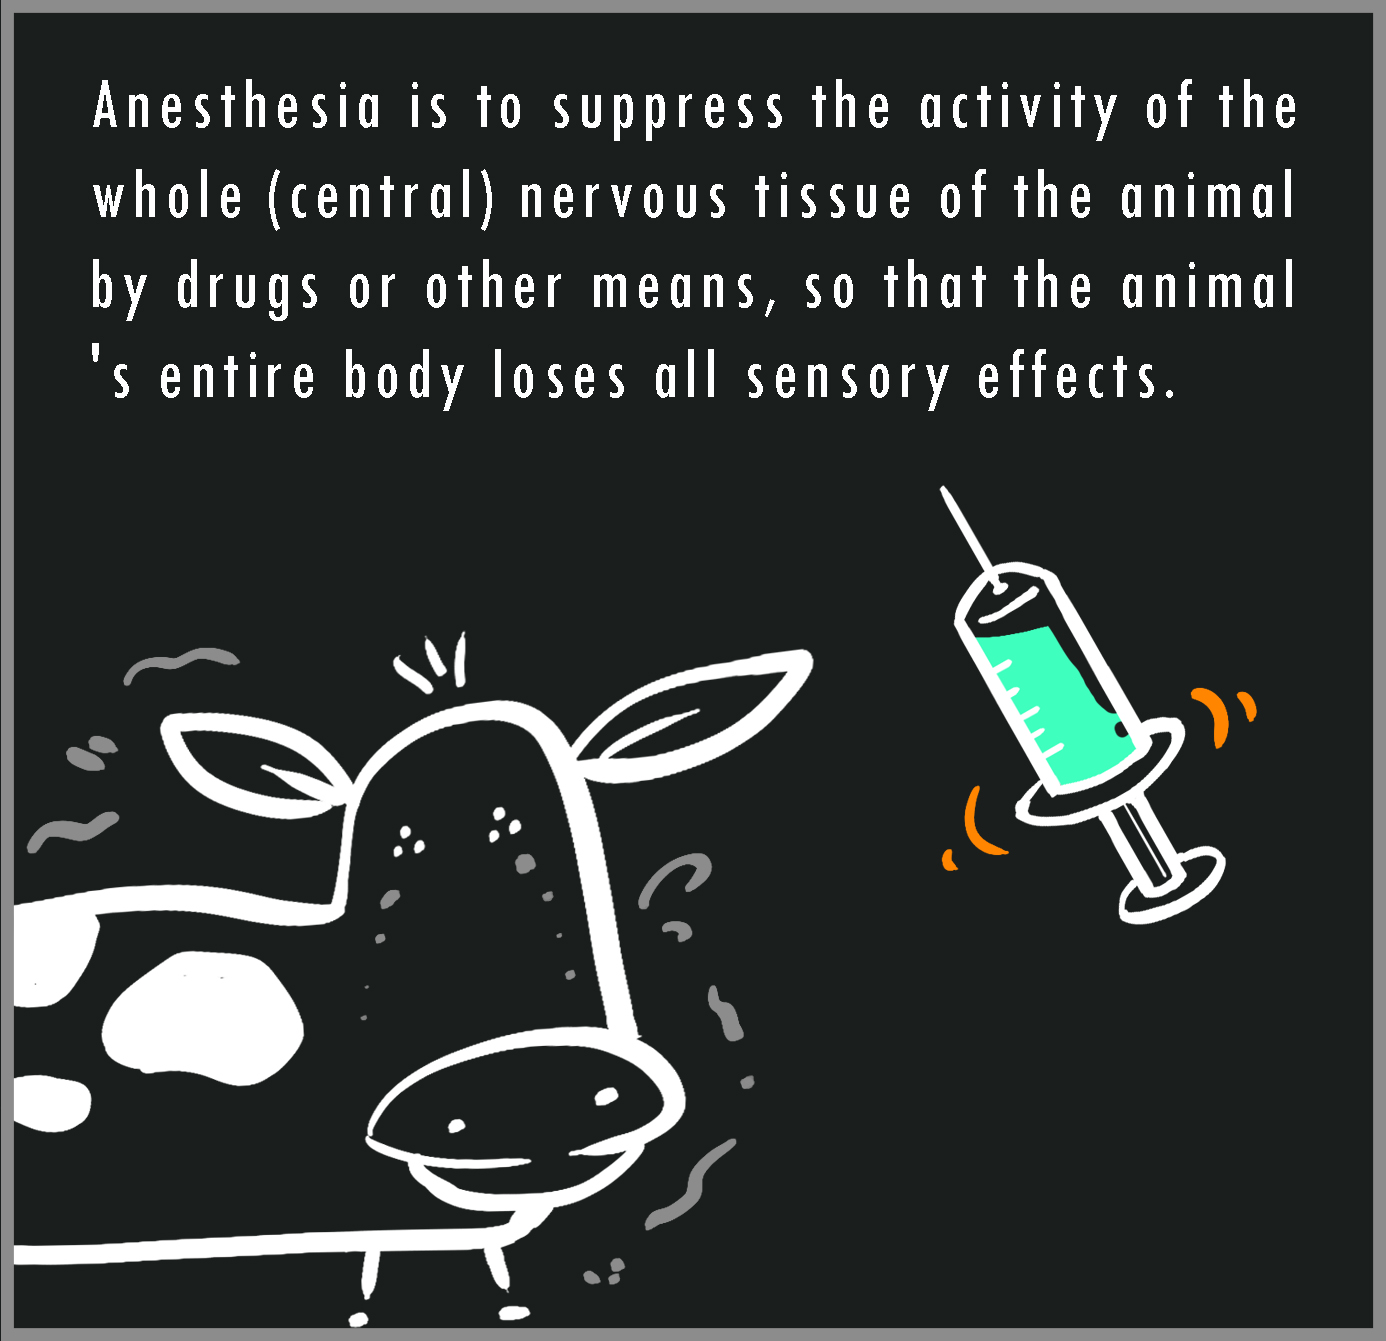 Anesthesia is to suppress the activity of the
whole (central) nervous tissue of the animal
by drugs or other means, so that the animal
's entire body loses all sensory effects.